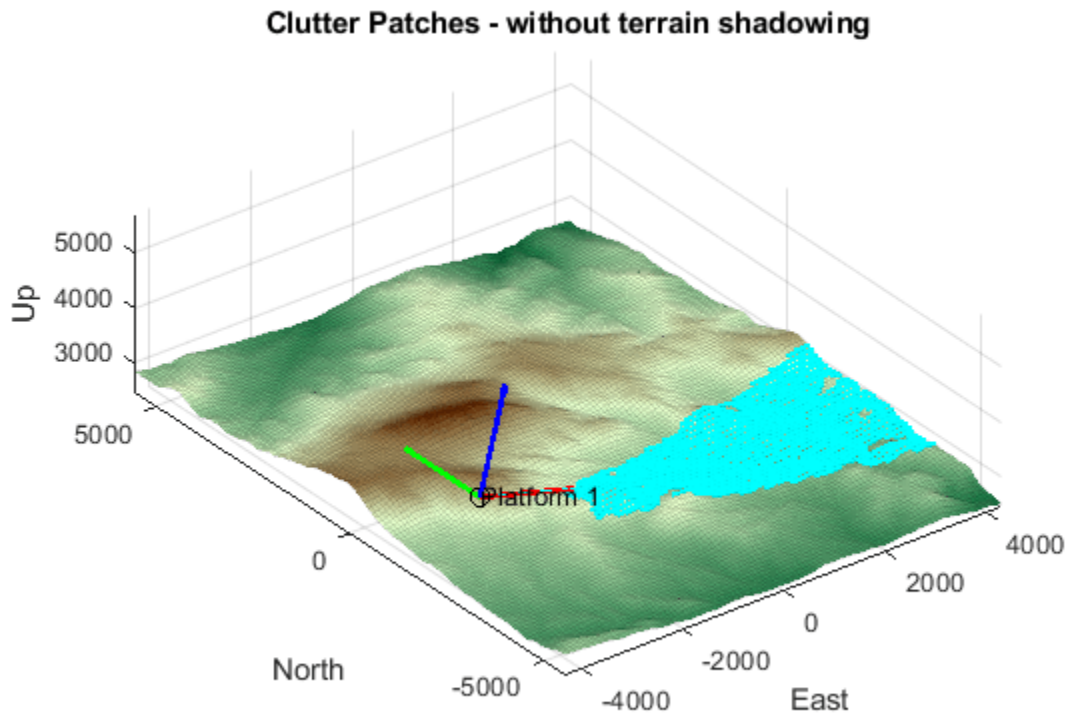 Clutter Patches - without terrain shadowing
5000
4000
3000
Up
5000
0
-5000
North
Platform 1
4000
2000
0
-2000
-4000
East